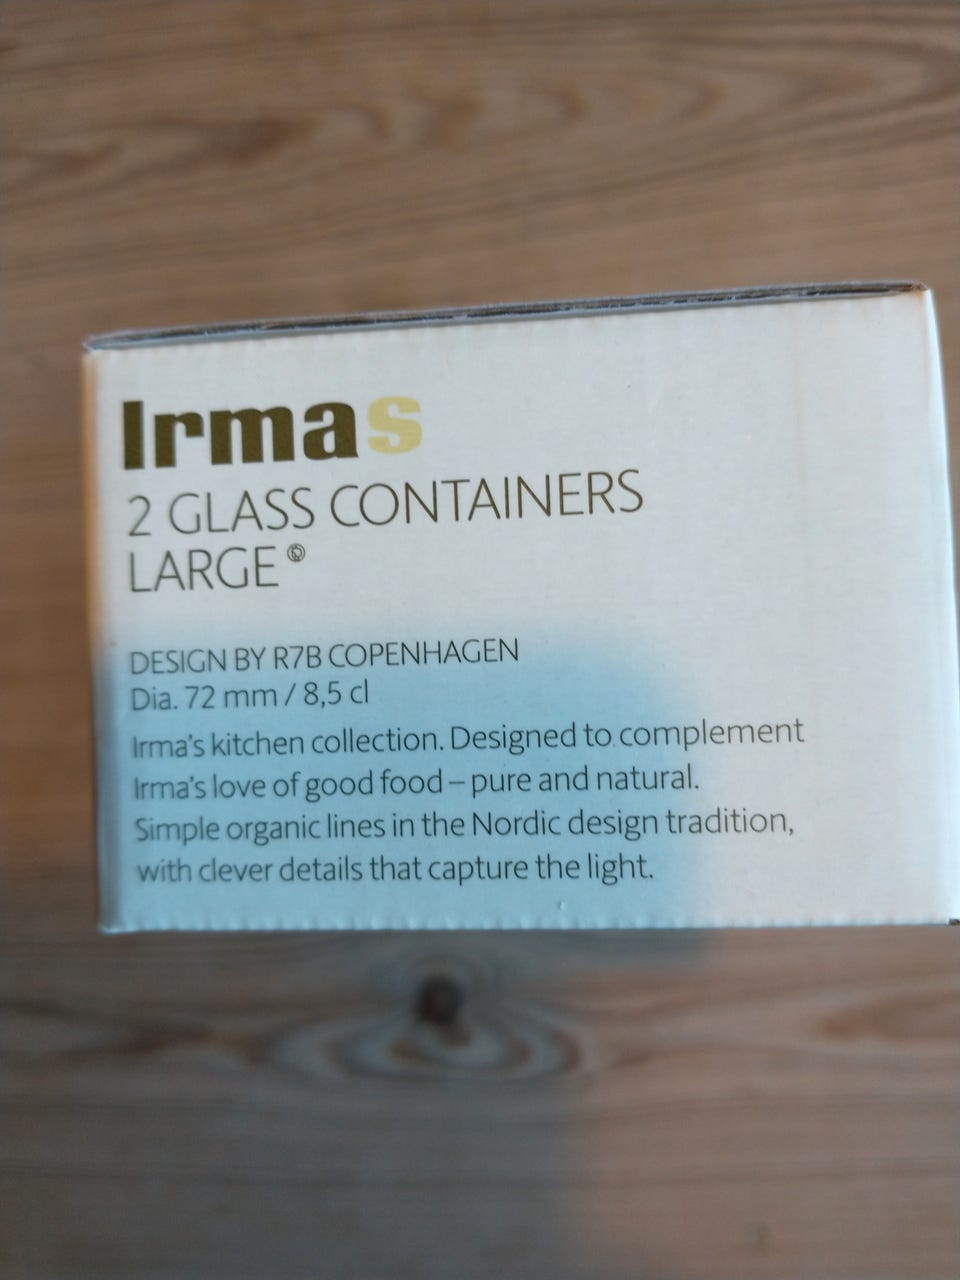 Irmas
2 GLASS CONTAINERS
LARGE©
DESIGN BY R7B COPENHAGEN
Dia. 72 mm / 8,5 cl
Irma's kitchen collection. Designed to complement
Irma's love of good food – pure and natural.
Simple organic lines in the Nordic design tradition,
with clever details that capture the light.